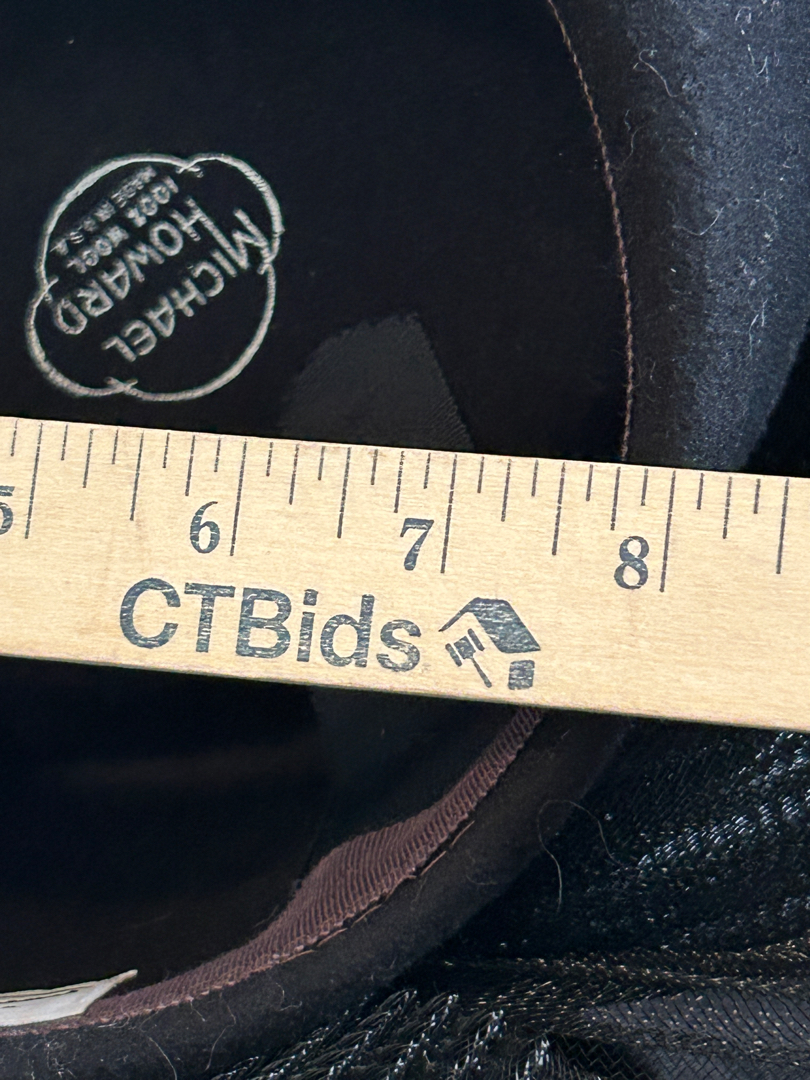 MICHAEL
HOWARD
100% WOOL
MADE IN U.S.A.
5 6 7 8
CTBids